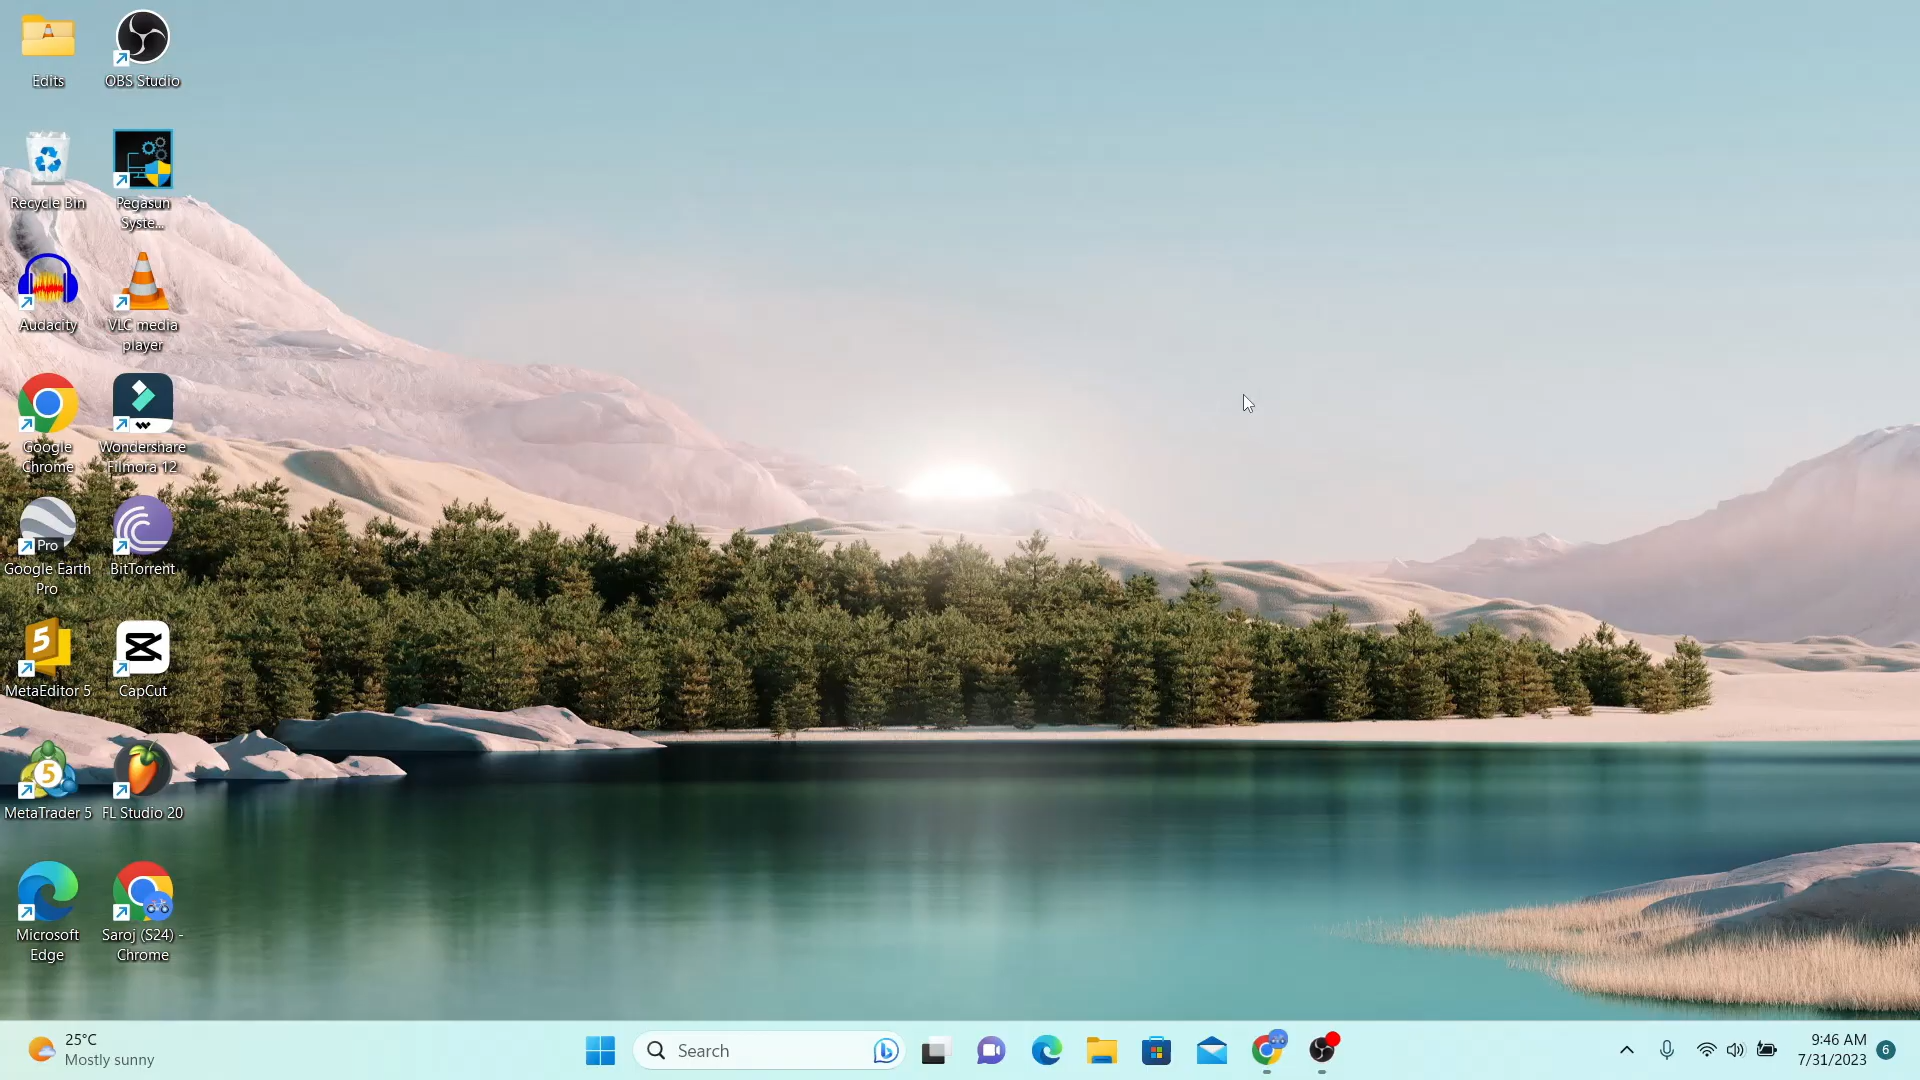 Edits
OBS Studio
Recycle Bin
Pegasun
Syste...
Audacity
VLC media
player
Google
Chrome
Wondershare
Filmora 12
Pro
Google Earth
Pro
BitTorrent
5
MetaEditor 5
CapCut
5
MetaTrader 5
FL Studio 20
Microsoft
Edge
Saroj (S24) -
Chrome
25°C
Mostly sunny
Search
9:46 AM
7/31/2023
6